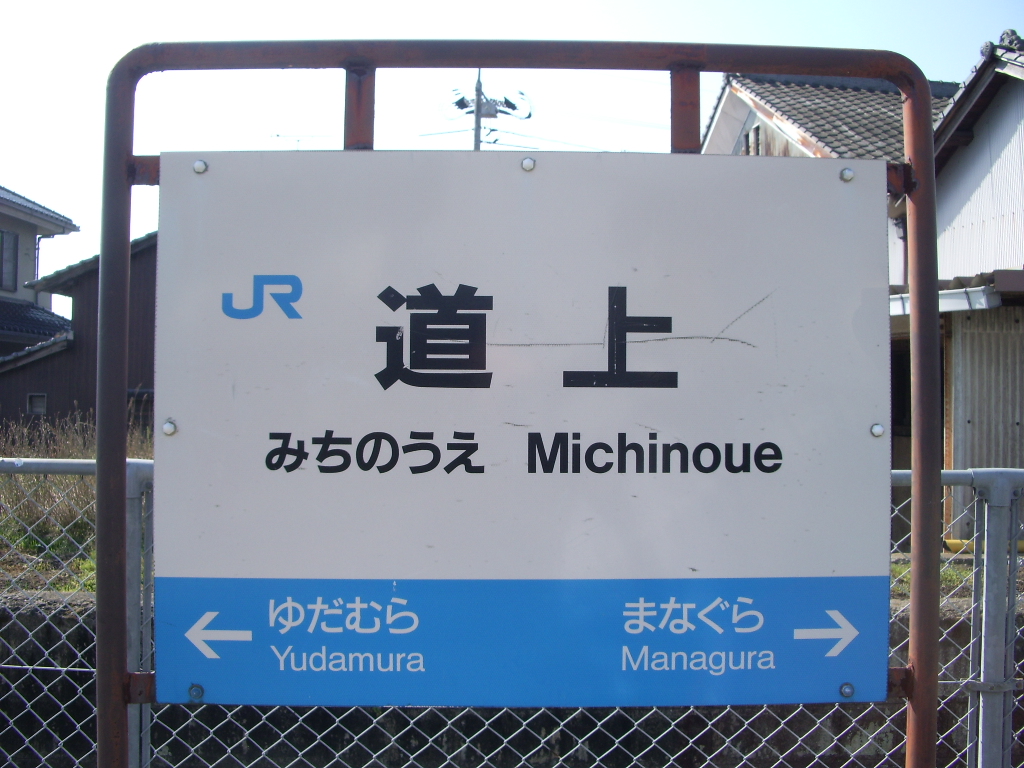 JR 道上
みちのうえ Michinoue
← ゆだむら まなぐら →
Yudamura Managura